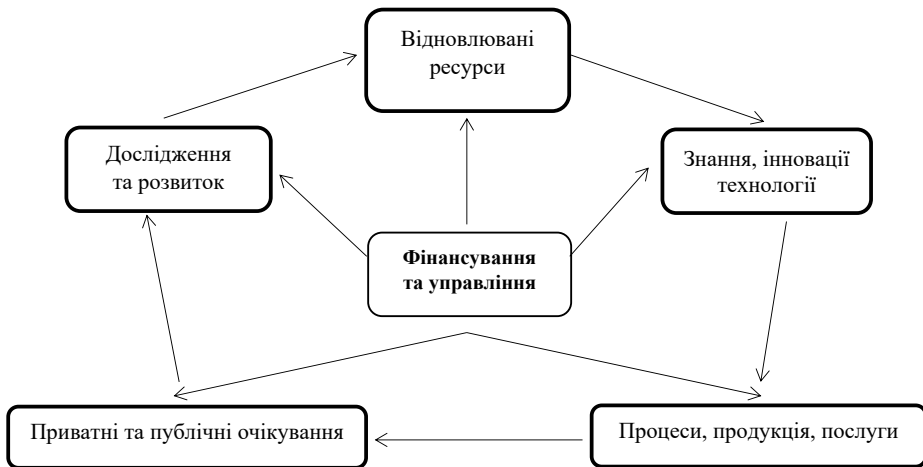 Відновлювані
ресурси
Дослідження
та розвиток
Знання, інновації
технології
Фінансування
та управління
Приватні та публічні очікування
Процеси, продукція, послуги